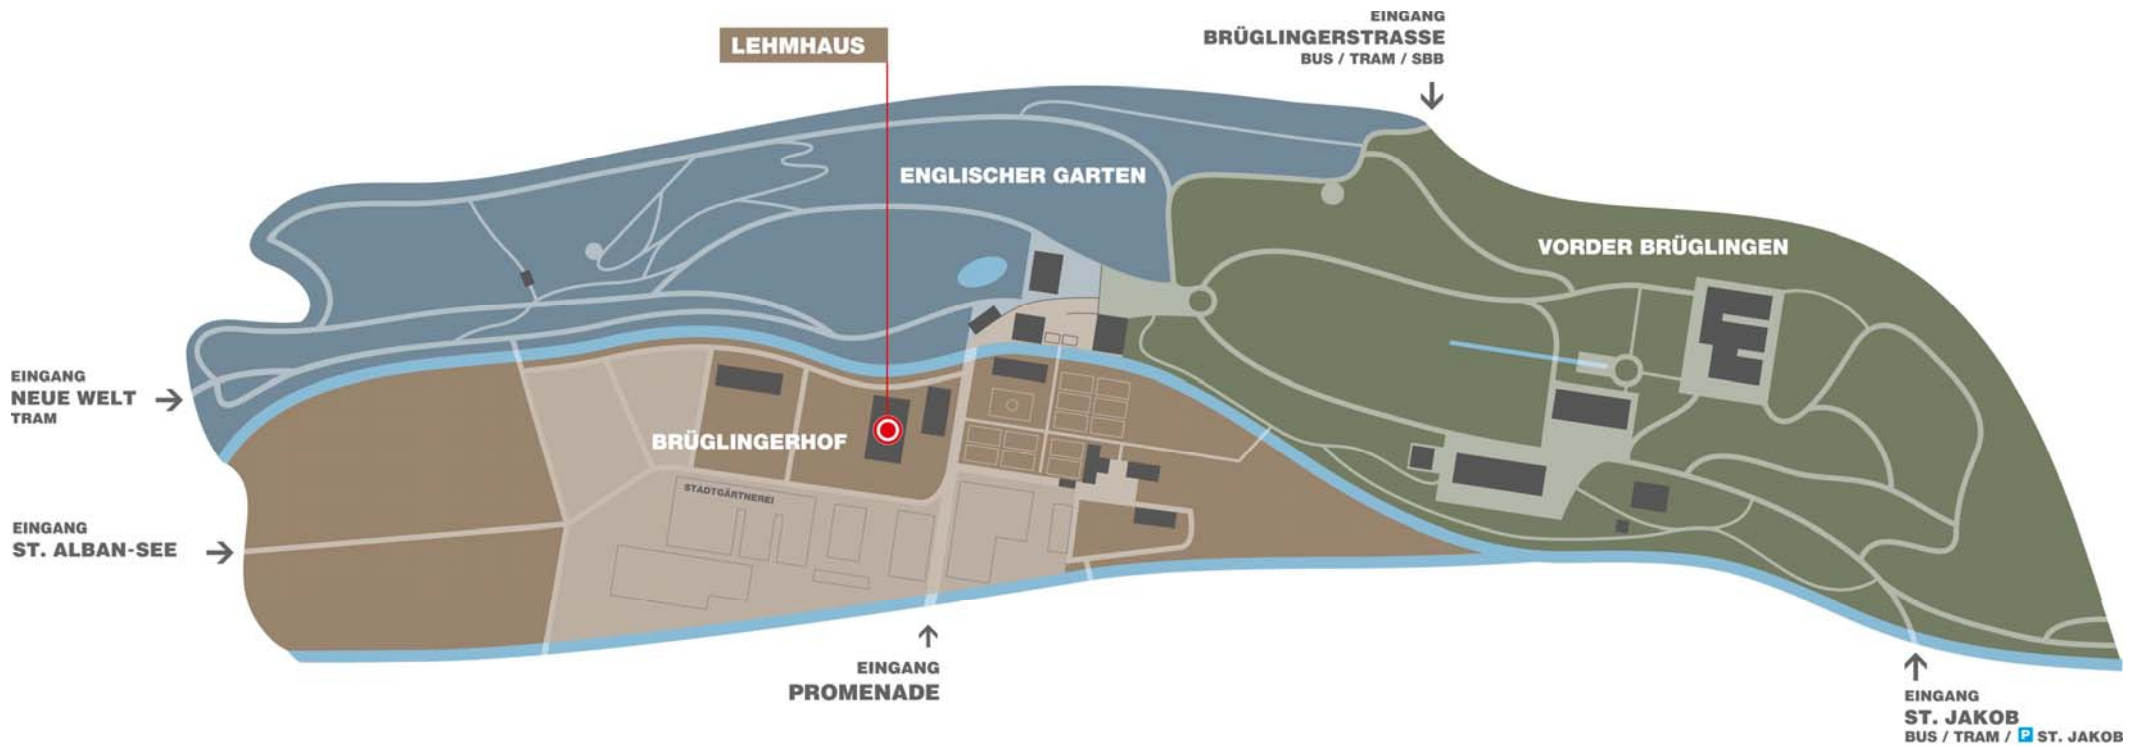 EINGANG
BRÜGLINGERSTRASSE
BUS / TRAM / SBB
LEHMHAUS
ENGLISCHER GARTEN
VORDER BRÜGLINGEN
EINGANG
NEUE WELT
TRAM
BRÜGLINGERHOF
STADTGÄRTNEREI
EINGANG
ST. ALBAN-SEE
EINGANG
PROMENADE
EINGANG
ST. JAKOB
BUS / TRAM / P ST. JAKOB